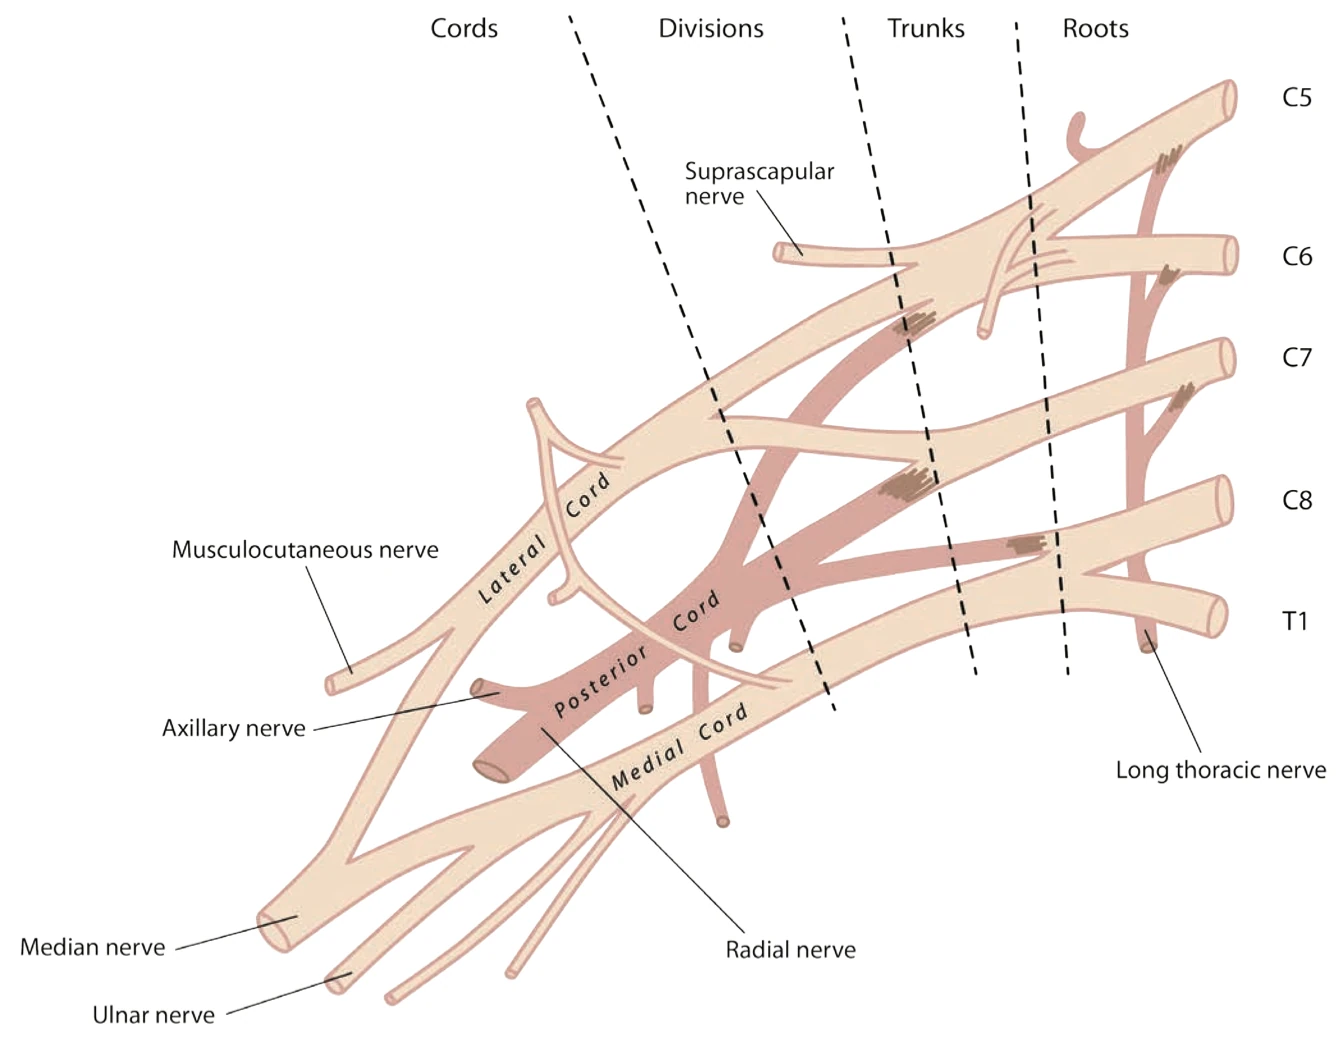 Cords
Divisions
Trunks
Roots
C5
Suprascapular
nerve
C6
C7
C8
Lateral Cord
Musculocutaneous nerve
Posterior Cord
T1
Axillary nerve
Medial Cord
Long thoracic nerve
Median nerve
Radial nerve
Ulnar nerve